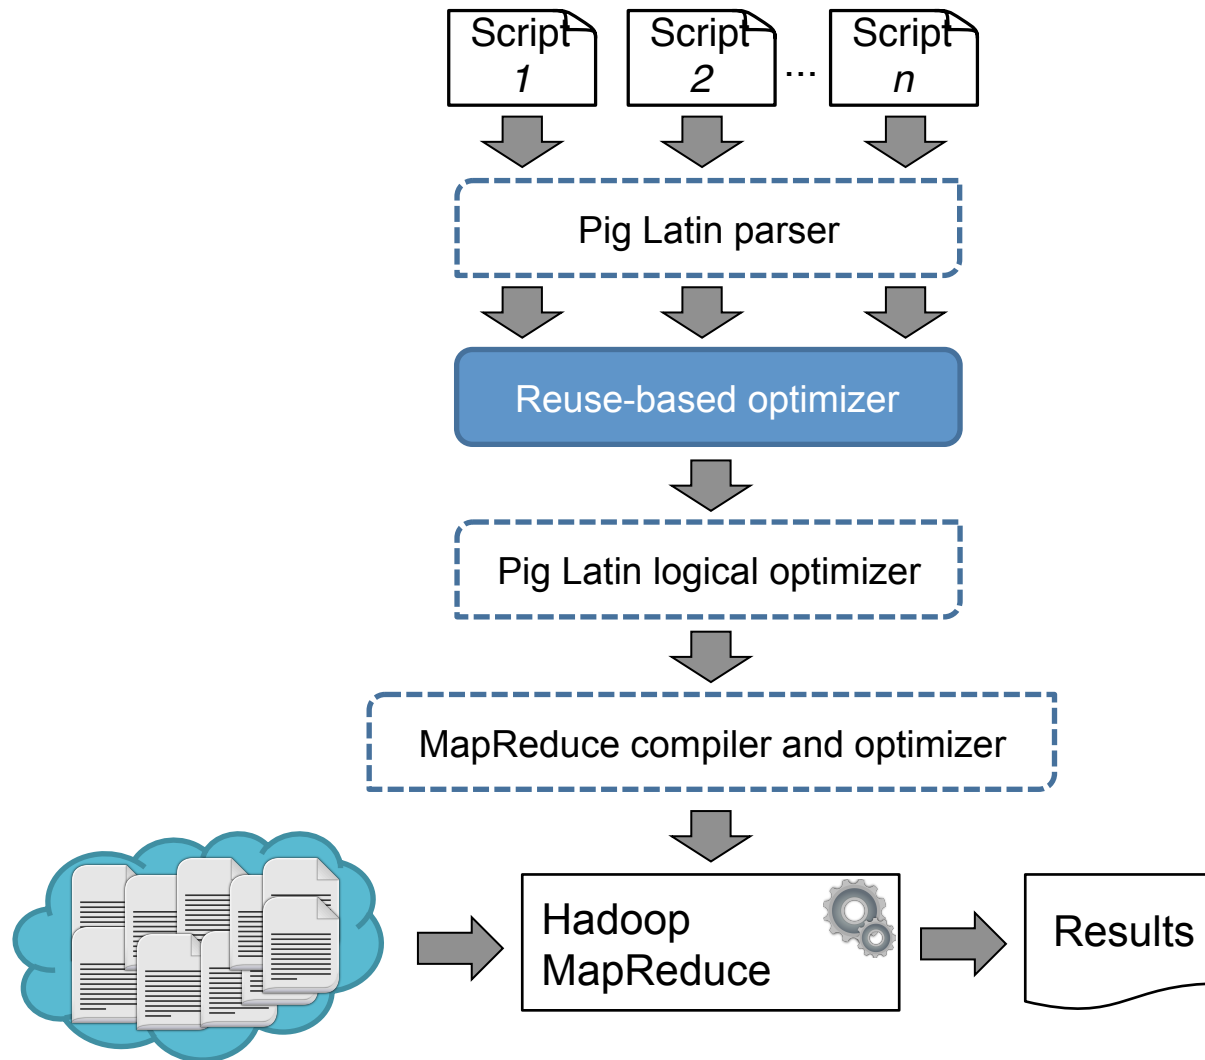 Script
1
Script
2
...
Script
n
Pig Latin parser
Reuse-based optimizer
Pig Latin logical optimizer
MapReduce compiler and optimizer
Hadoop
MapReduce
Results